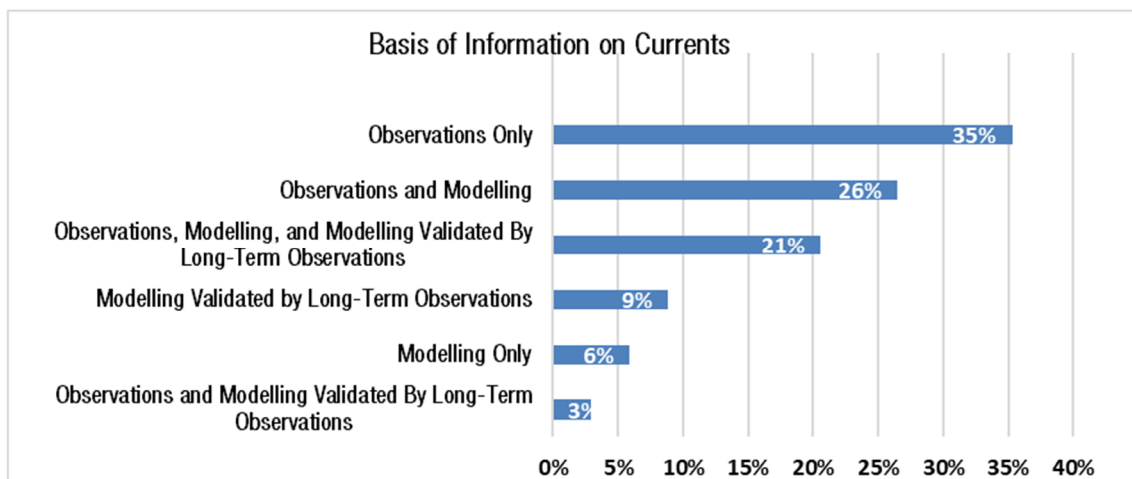 Basis of Information on Currents
Observations Only
35%
Observations and Modelling
26%
Observations, Modelling, and Modelling Validated By
Long-Term Observations
21%
Modelling Validated by Long-Term Observations
9%
Modelling Only
6%
Observations and Modelling Validated By Long-Term
Observations
3%
0% 5% 10% 15% 20% 25% 30% 35% 40%